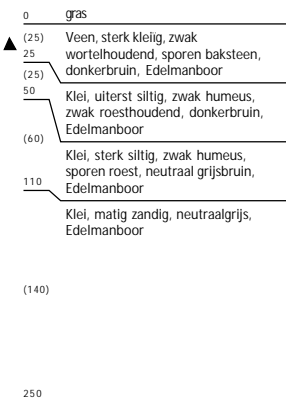 0 gras
(25) Veen, sterk kleiïg, zwak
25 wortelhoudend, sporen baksteen,
(25) donkerbruin, Edelmanboor
50 Klei, uiterst siltig, zwak humeus,
zwak roesthoudend, donkerbruin,
Edelmanboor
(60)
Klei, sterk siltig, zwak humeus,
sporen roest, neutraal grijsbruin,
110 Edelmanboor
Klei, matig zandig, neutraalgrijs,
Edelmanboor
(140)
250